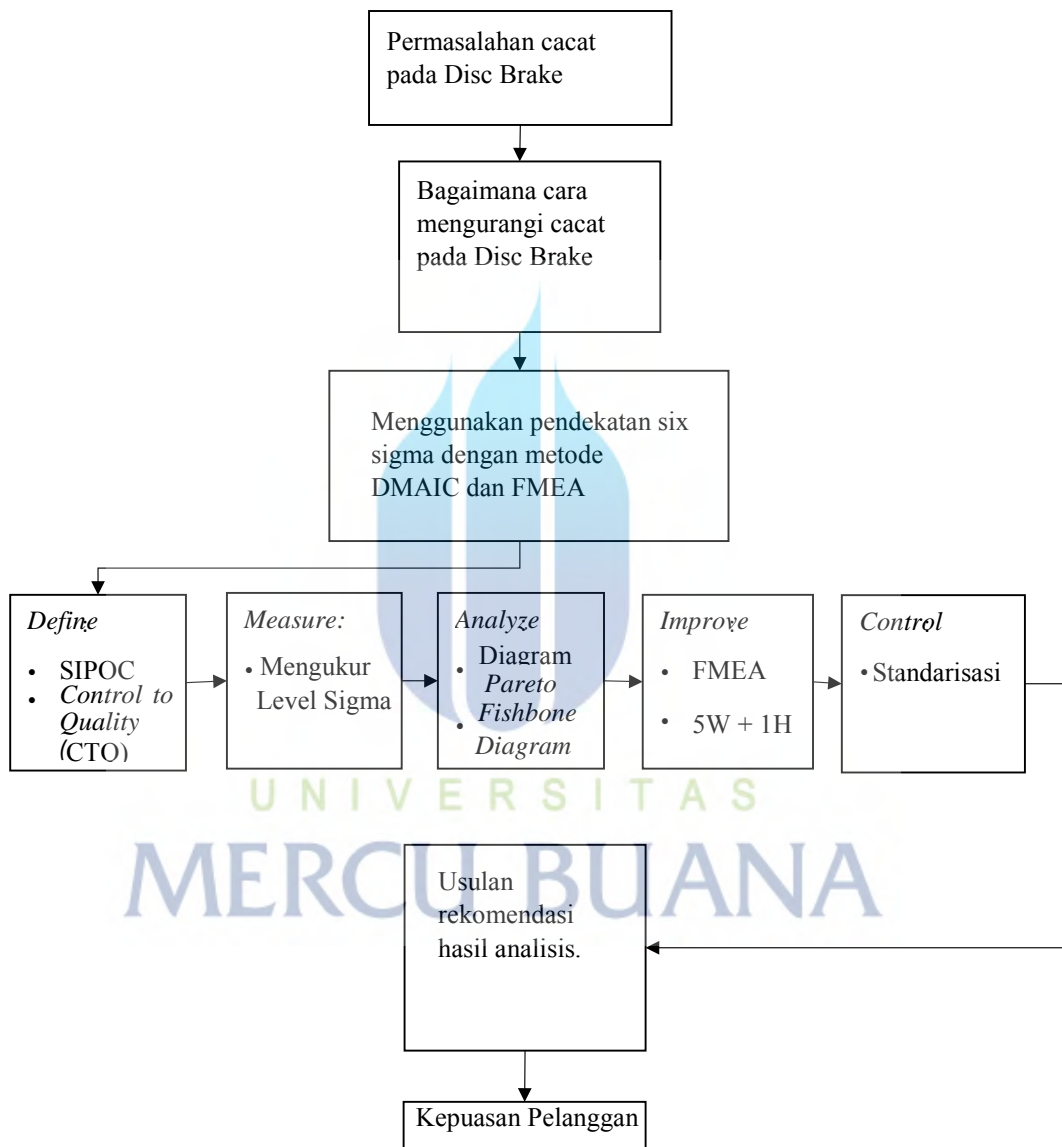 Permasalahan cacat
pada Disc Brake
Bagaimana cara
mengurangi cacat
pada Disc Brake
Menggunakan pendekatan six
sigma dengan metode
DMAIC dan FMEA
Define:
• SIPOC
• Control to
Quality
(CTO)
Measure:
• Mengukur
Level Sigma
Analyze:
• Diagram
Pareto
• Fishbone
Diagram
Improve:
• FMEA
• 5W + 1H
Control:
• Standarisasi
UNIVERSITAS
MERCU BUANA
Usulan
rekomendasi
hasil analisis.
Kepuasan Pelanggan